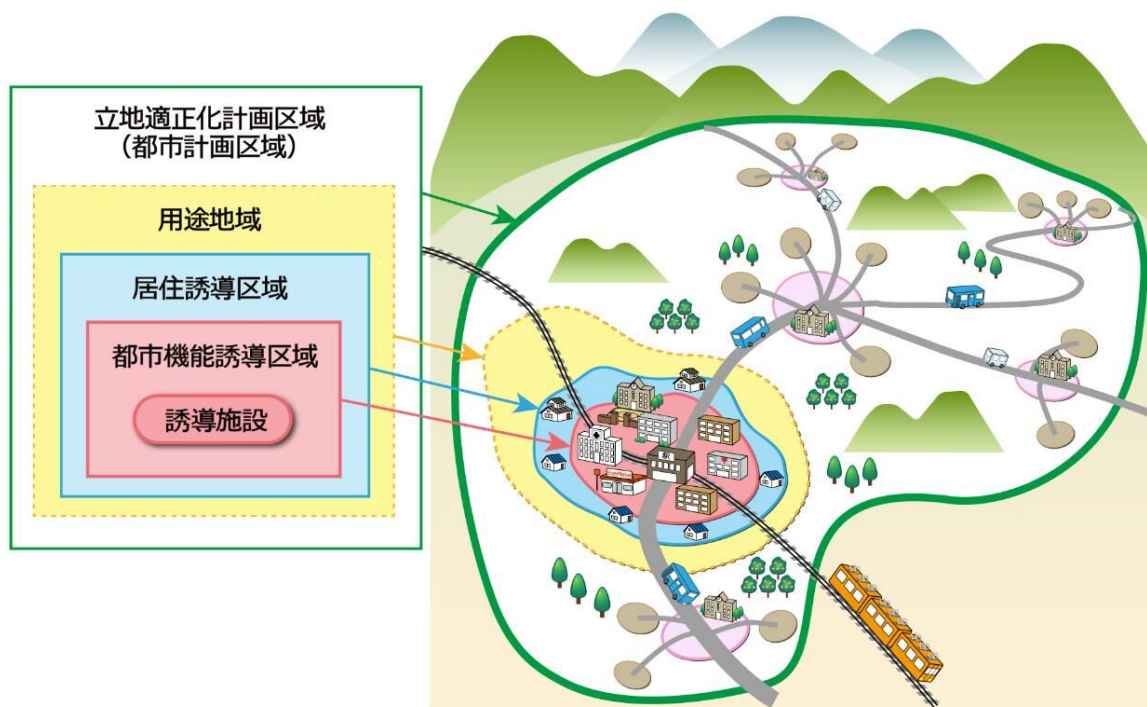 立地適正化計画区域
(都市計画区域)
用途地域
居住誘導区域
都市機能誘導区域
誘導施設
駅